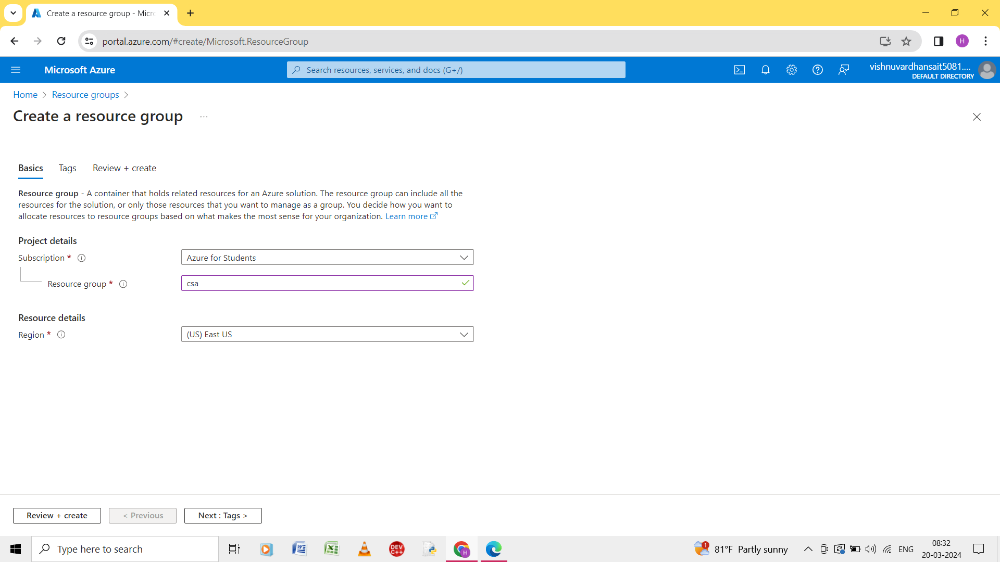 Create a resource group - Micro
portal.azure.com/#create/Microsoft.ResourceGroup
H
Microsoft Azure
Search resources, services, and docs (G+/)
vishnuvardhansait5081....
DEFAULT DIRECTORY
Home > Resource groups >
Create a resource group ...
Basics Tags Review + create
Resource group - A container that holds related resources for an Azure solution. The resource group can include all the
resources for the solution, or only those resources that you want to manage as a group. You decide how you want to
allocate resources to resource groups based on what makes the most sense for your organization. Learn more
Project details
Subscription * Azure for Students
Resource group * csa
Resource details
Region * (US) East US
Review + create < Previous Next : Tags >
Type here to search
DEV C++
H
1
81°F Partly sunny
ENG
08:32
20-03-2024